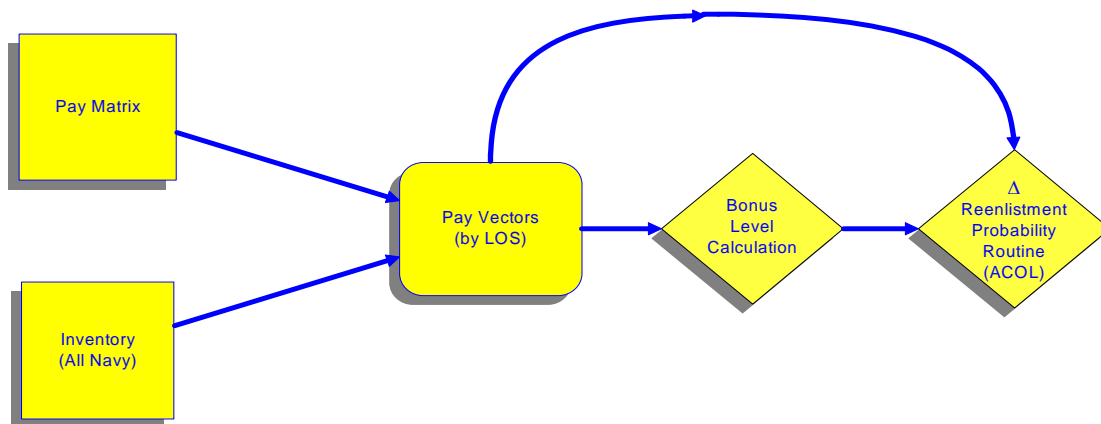 Pay Matrix
Inventory
(All Navy)
Pay Vectors
(by LOS)
Bonus
Level
Calculation
Δ
Reenlistment
Probability
Routine
(ACOL)